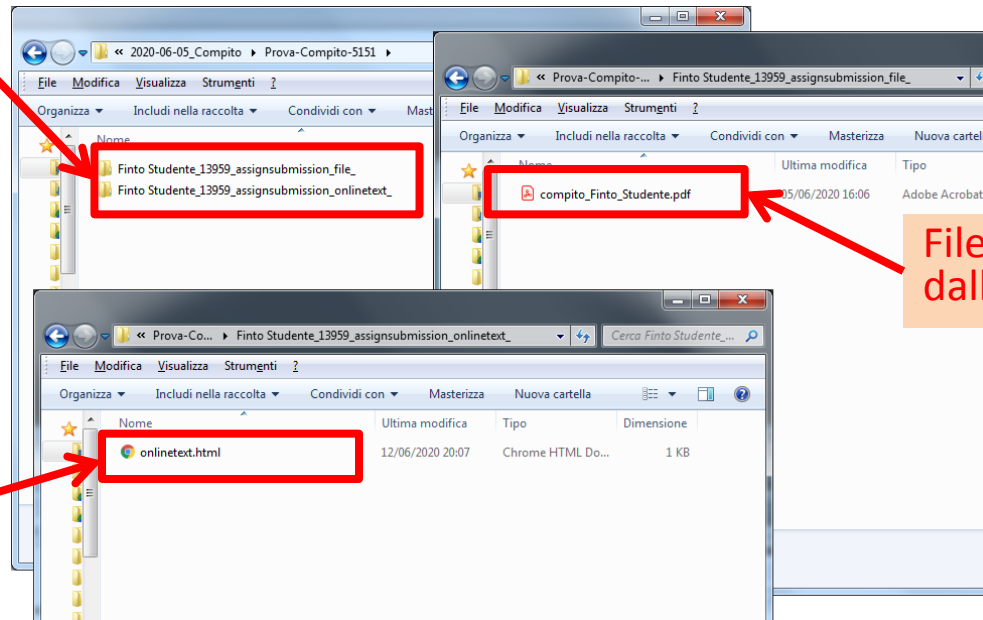 « 2020-06-05_Compito ▸ Prova-Compito-5151 ▸
File Modifica Visualizza Strumenti ?
Organizza Includi nella raccolta Condividi con Mast
Nome
Finto Studente_13959_assignsubmission_file_
Finto Studente_13959_assignsubmission_onlinetext_
« Prova-Compito-... ▸ Finto Studente_13959_assignsubmission_file_
File Modifica Visualizza Strumenti ?
Organizza Includi nella raccolta Condividi con Masterizza Nuova cartell
Nome Ultima modifica Tipo
compito_Finto_Studente.pdf 05/06/2020 16:06 Adobe Acrobat
File
dall
« Prova-Co... ▸ Finto Studente_13959_assignsubmission_onlinetext_ Cerca Finto Studente_...
File Modifica Visualizza Strumenti ?
Organizza Includi nella raccolta Condividi con Masterizza Nuova cartella
Nome Ultima modifica Tipo Dimensione
onlinetext.html 12/06/2020 20:07 Chrome HTML Do... 1 KB